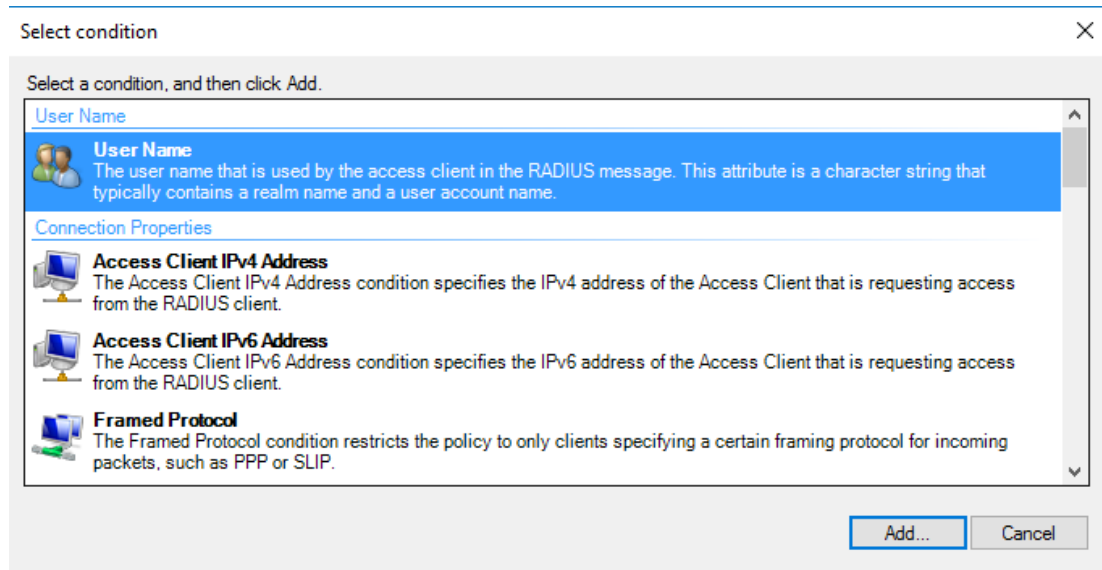 Select condition
Select a condition, and then click Add.
User Name
User Name
The user name that is used by the access client in the RADIUS message. This attribute is a character string that
typically contains a realm name and a user account name.
Connection Properties
Access Client IPv4 Address
The Access Client IPv4 Address condition specifies the IPv4 address of the Access Client that is requesting access
from the RADIUS client.
Access Client IPv6 Address
The Access Client IPv6 Address condition specifies the IPv6 address of the Access Client that is requesting access
from the RADIUS client.
Framed Protocol
The Framed Protocol condition restricts the policy to only clients specifying a certain framing protocol for incoming
packets, such as PPP or SLIP.
Add... Cancel